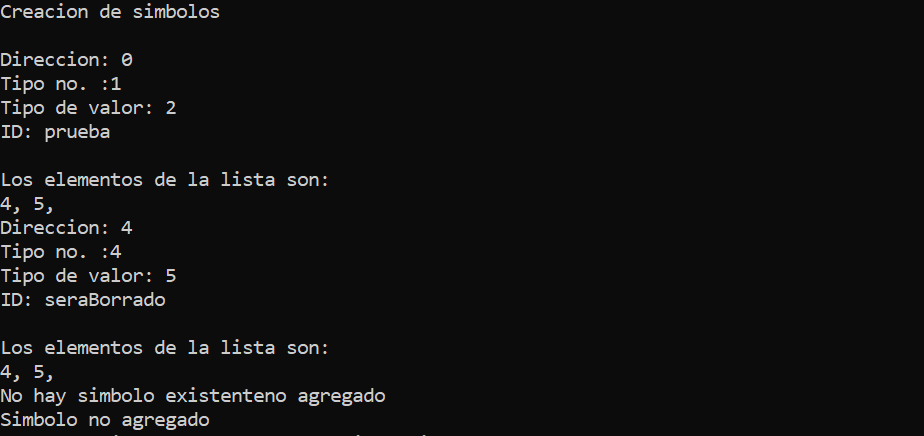 Creacion de simbolos
Direccion: 0
Tipo no. :1
Tipo de valor: 2
ID: prueba
Los elementos de la lista son:
4, 5,
Direccion: 4
Tipo no. :4
Tipo de valor: 5
ID: seraBorrado
Los elementos de la lista son:
4, 5,
No hay simbolo existenteno agregado
Simbolo no agregado